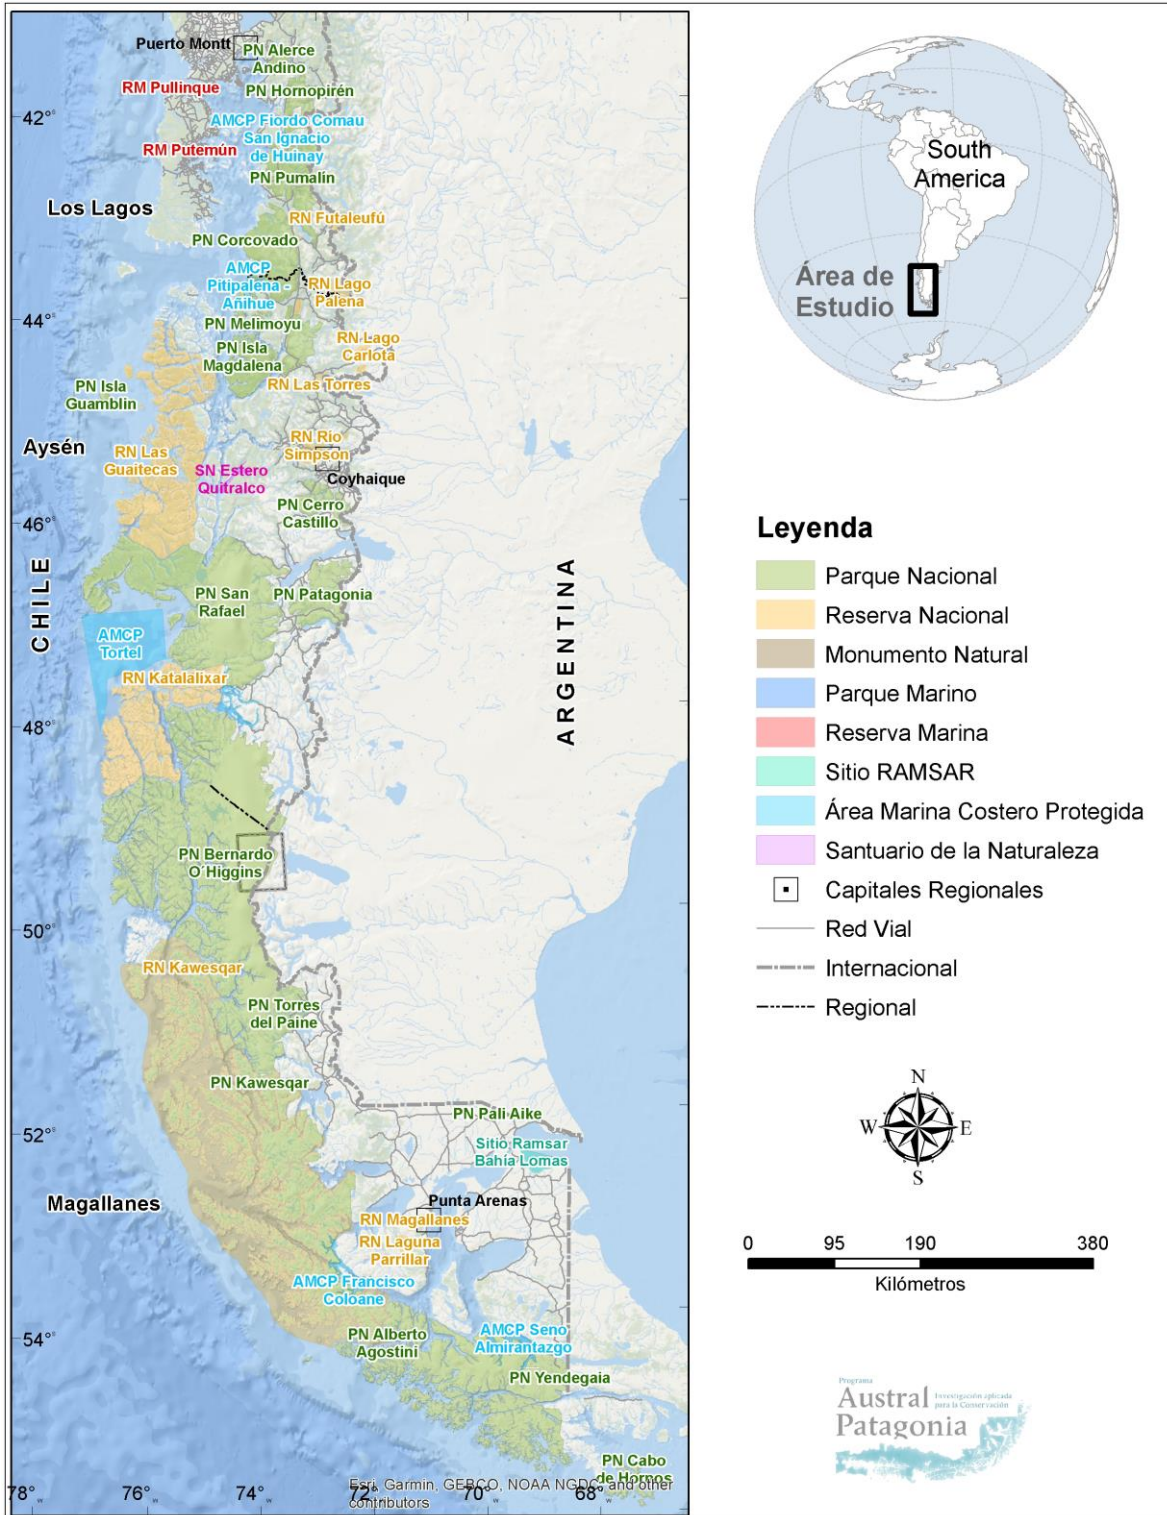 Puerto Montt
PN Alerce
Andino
RM Pullinque
PN Hornopirén
42°
AMCP Fiordo Comau
San Ignacio
de Huinay
RM Putemún
PN Pumalín
Los Lagos
RN Futaleufú
PN Corcovado
AMCP
Pitipalena -
Añihue
RN Lago
Palena
44°
PN Melimoyu
RN Lago
Carlota
PN Isla
Magdalena
RN Las Torres
PN Isla
Guamblin
Aysén
RN Las
Guaitecas
RN Rio
Simpson
SN Estero
Quitralco
Coyhaique
PN Cerro
Castillo
46°
CHILE
PN San
Rafael
PN Patagonia
ARGENTINA
AMCP
Tortel
RN Katalalixar
48°
PN Bernardo
O´Higgins
50°
RN Kawesqar
PN Torres
del Paine
PN Kawesqar
PN Pali Aike
52°
Sitio Ramsar
Bahía Lomas
Magallanes
Punta Arenas
RN Magallanes
RN Laguna
Parrillar
AMCP Francisco
Coloane
54°
PN Alberto
Agostini
AMCP Seno
Almirantazgo
PN Yendegaia
PN Cabo
de Hornos
Esri, Garmin, GEBCO, NOAA NGDC, and other
contributors
78° 76° 74° 72° 70° 68°
W W W W W
South
America
Área de
Estudio
Leyenda
Parque Nacional
Reserva Nacional
Monumento Natural
Parque Marino
Reserva Marina
Sitio RAMSAR
Área Marina Costero Protegida
Santuario de la Naturaleza
Capitales Regionales
Red Vial
Internacional
Regional
N
W E
S
0 95 190 380
Kilómetros
Programa
Austral
Patagonia
Investigación aplicada
para la Conservación